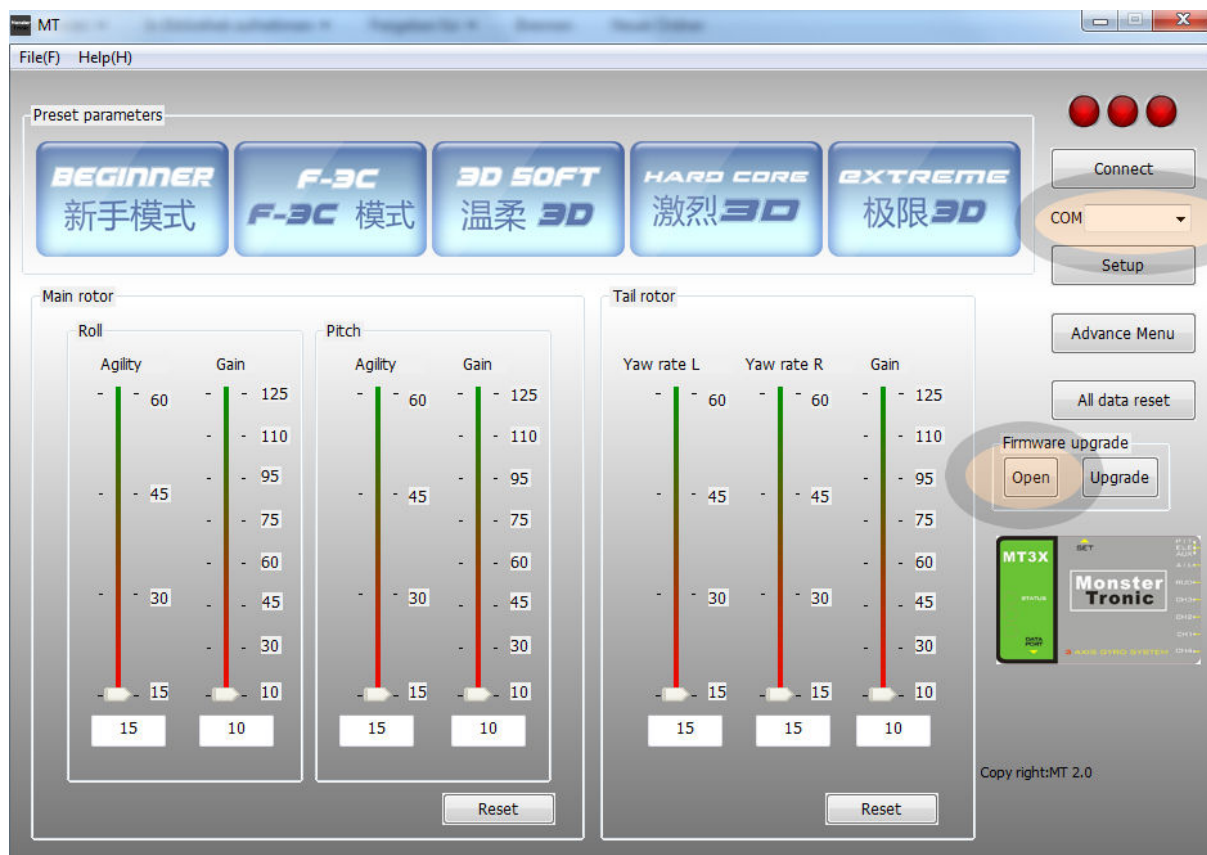 MT
File(F) Help(H)
Preset parameters
BEGINNER
新手模式
F-3C
F-3C 模式
3D SOFT
温柔 3D
HARD CORE
激烈3D
EXTREME
极限3D
Connect
COM
Setup
Advance Menu
All data reset
Firmware upgrade
Open Upgrade
Main rotor
Roll
Agility Gain
60 125
110
95
45
75
60
30
45
30
15 10
15 10
Pitch
Agility Gain
60 125
110
95
45
75
60
30
45
30
15 10
15 10
Reset
Tail rotor
Yaw rate L Yaw rate R Gain
60 60 125
110
95
45 45
75
60
30 30
45
30
15 15 10
15 15 10
Reset
MT3X
SET
STATUS
DATA
PORT
Monster
Tronic
3 AXIS GYRO SYSTEM
Copy right:MT 2.0